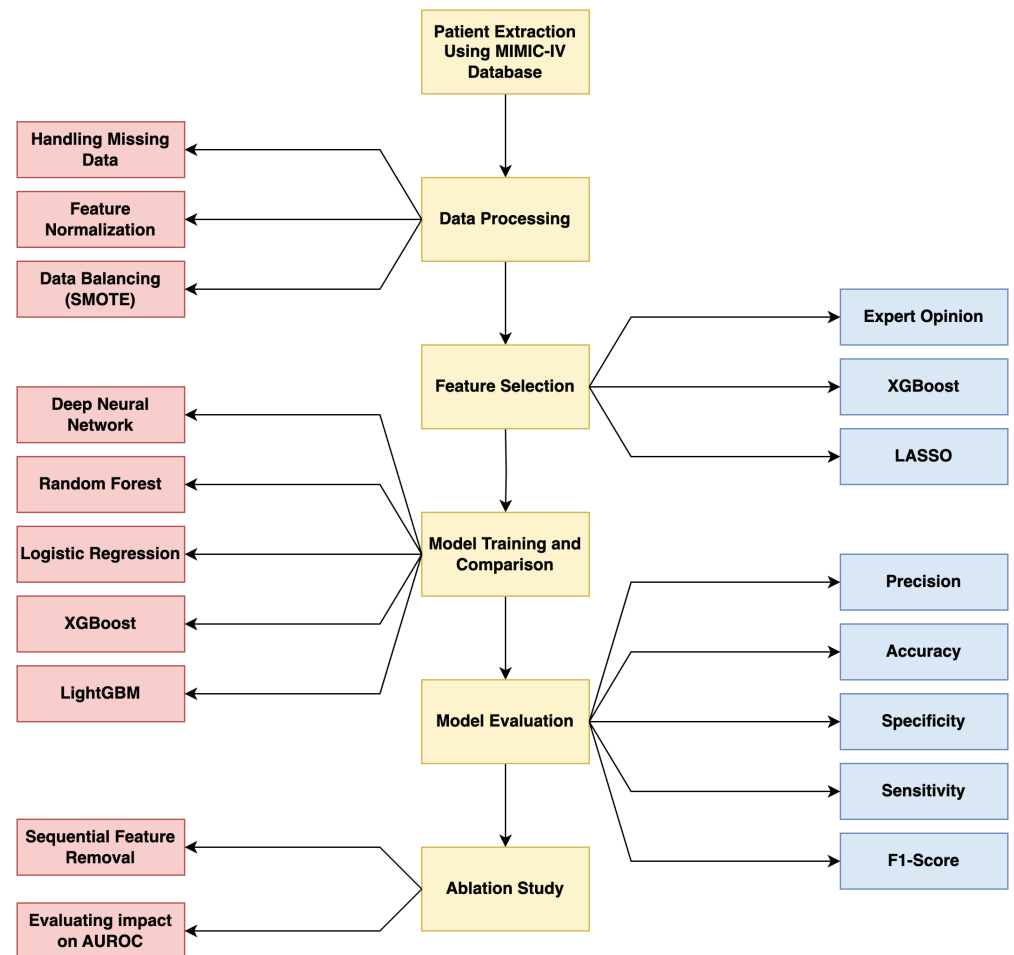 Patient Extraction
Using MIMIC-IV
Database
Handling Missing
Data
Feature
Normalization
Data Balancing
(SMOTE)
Data Processing
Feature Selection
Expert Opinion
XGBoost
LASSO
Deep Neural
Network
Random Forest
Logistic Regression
XGBoost
LightGBM
Model Training and
Comparison
Model Evaluation
Precision
Accuracy
Specificity
Sensitivity
F1-Score
Sequential Feature
Removal
Evaluating impact
on AUROC
Ablation Study